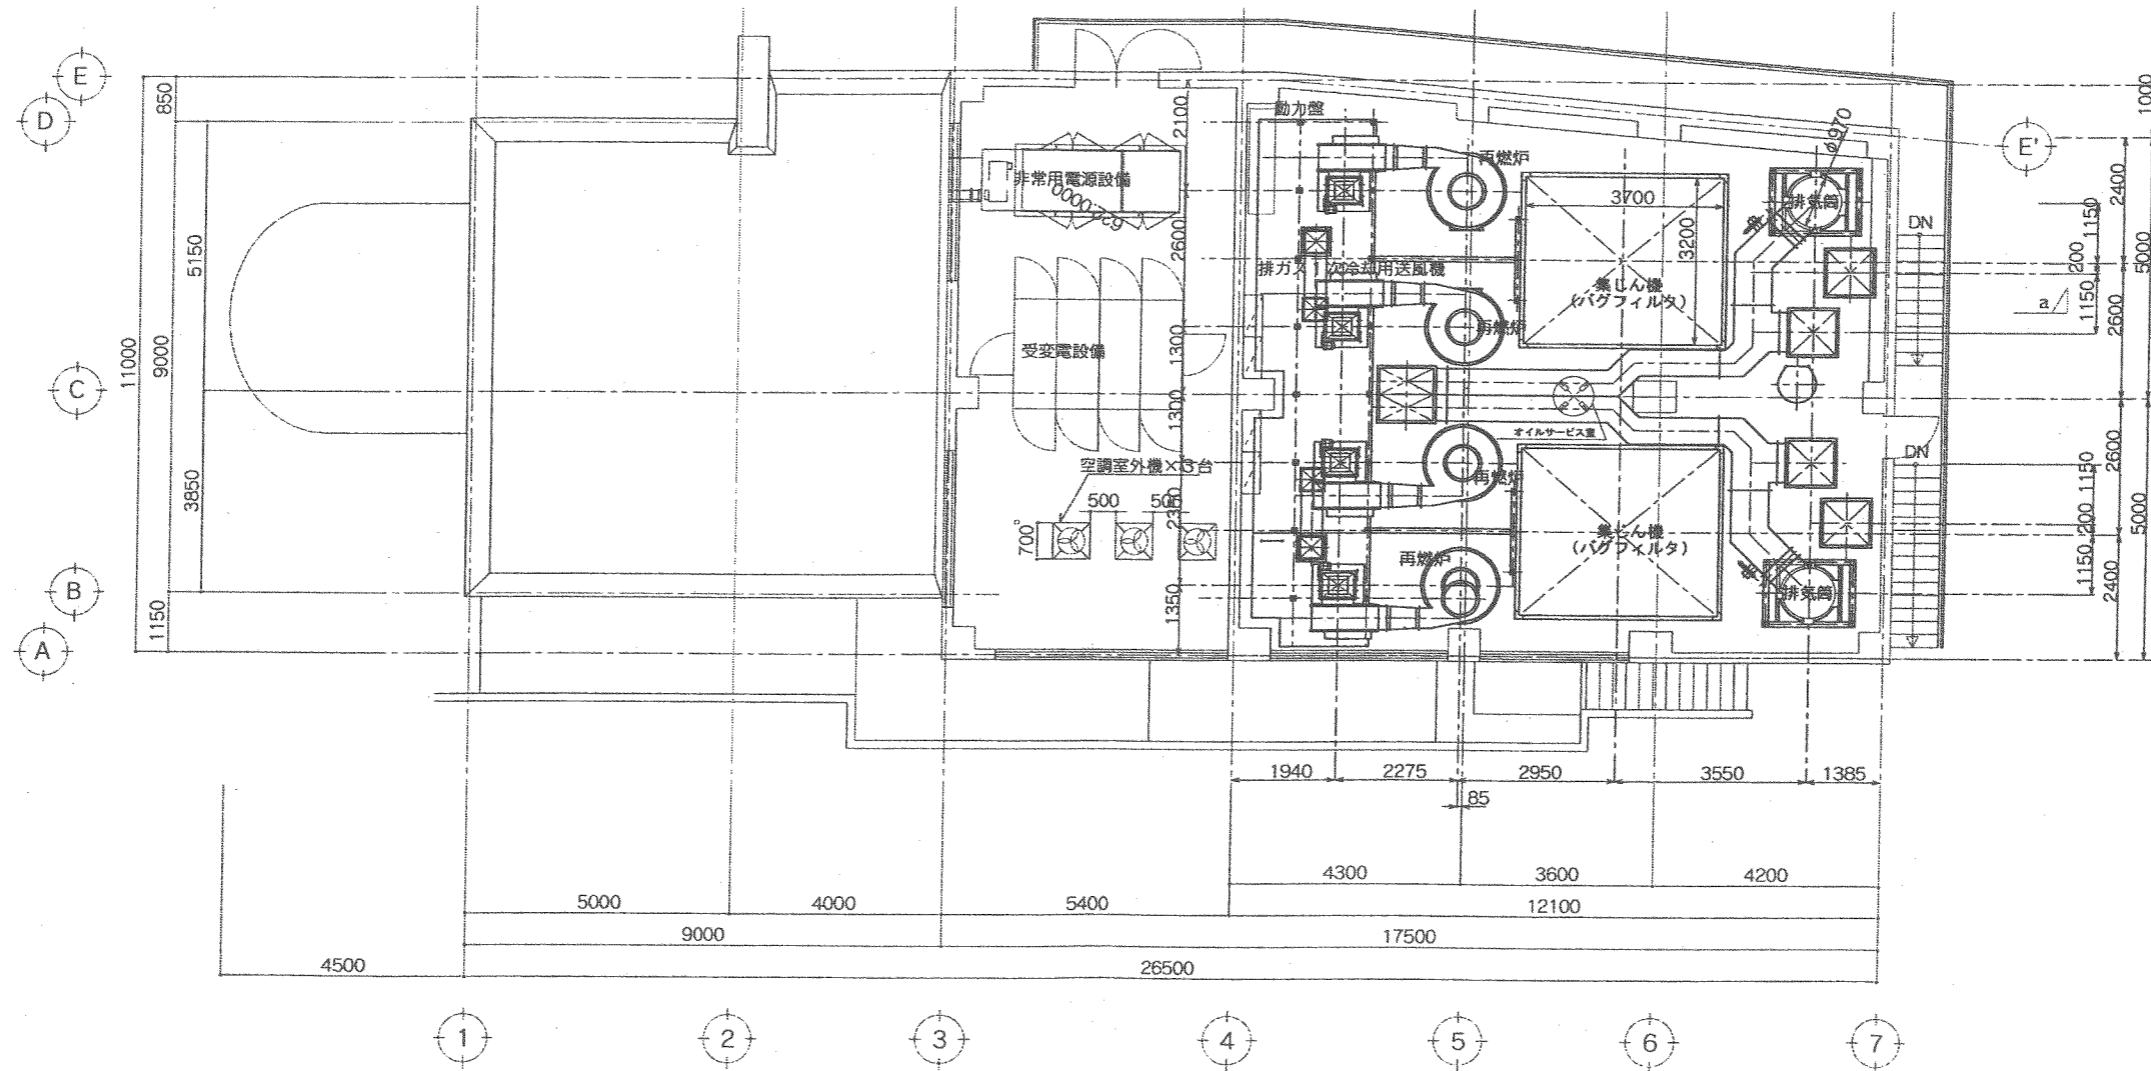 E
D
C
B
A
E'
850
11000
9000
5150
3850
1150
動力盤
2100
非常用電源設備
2600
受変電設備
1300
1300
空調室外機×3台
500
500
700
2300
1350
再燃炉
排ガス1次冷却用送風機
再燃炉
オイルサービス室
再燃炉
再燃炉
3700
3200
集じん機
(バグフィルタ)
集じん機
(バグフィルタ)
φ970
排気筒
排気筒
DN
DN
a
1000
2400
1150
200
5000
1150
2600
2600
1150
200
5000
1150
2400
1940
2275
2950
3550
1385
85
4300
3600
4200
5000
4000
5400
12100
9000
17500
4500
26500
1
2
3
4
5
6
7